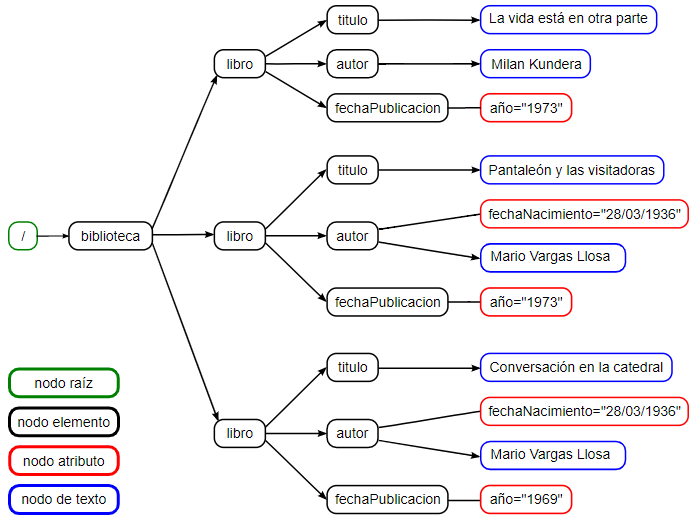 titulo
La vida está en otra parte
libro
autor
Milan Kundera
fechaPublicacion
año="1973"
titulo
Pantaleón y las visitadoras
/
biblioteca
libro
autor
fechaNacimiento="28/03/1936"
Mario Vargas Llosa
fechaPublicacion
año="1973"
titulo
Conversación en la catedral
libro
autor
fechaNacimiento="28/03/1936"
Mario Vargas Llosa
fechaPublicacion
año="1969"
nodo raíz
nodo elemento
nodo atributo
nodo de texto